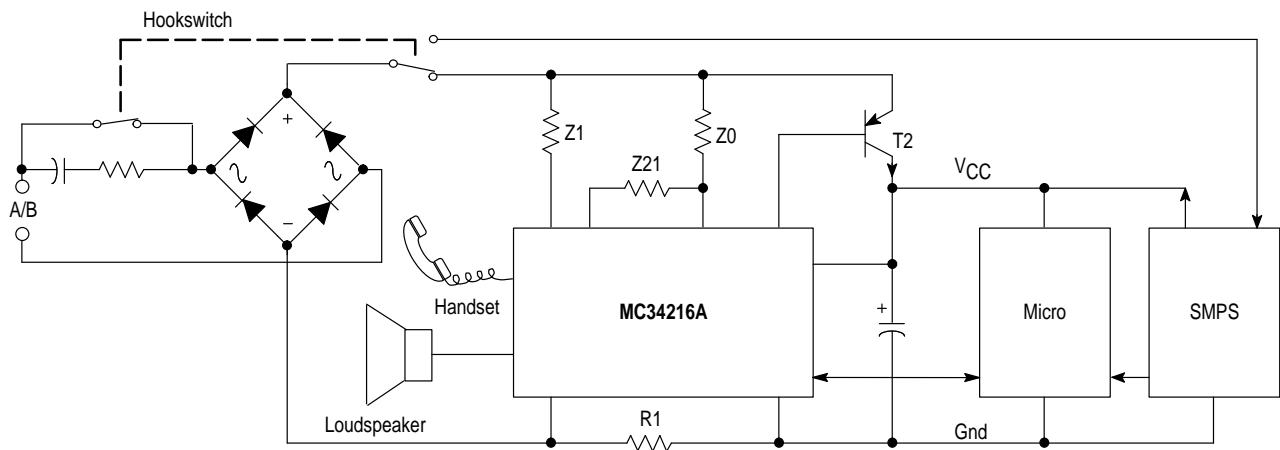 Hookswitch
Z1
Z0
T2
Z21
VCC
A/B
+
−
Handset
MC34216A
+
Micro
SMPS
Loudspeaker
R1
Gnd